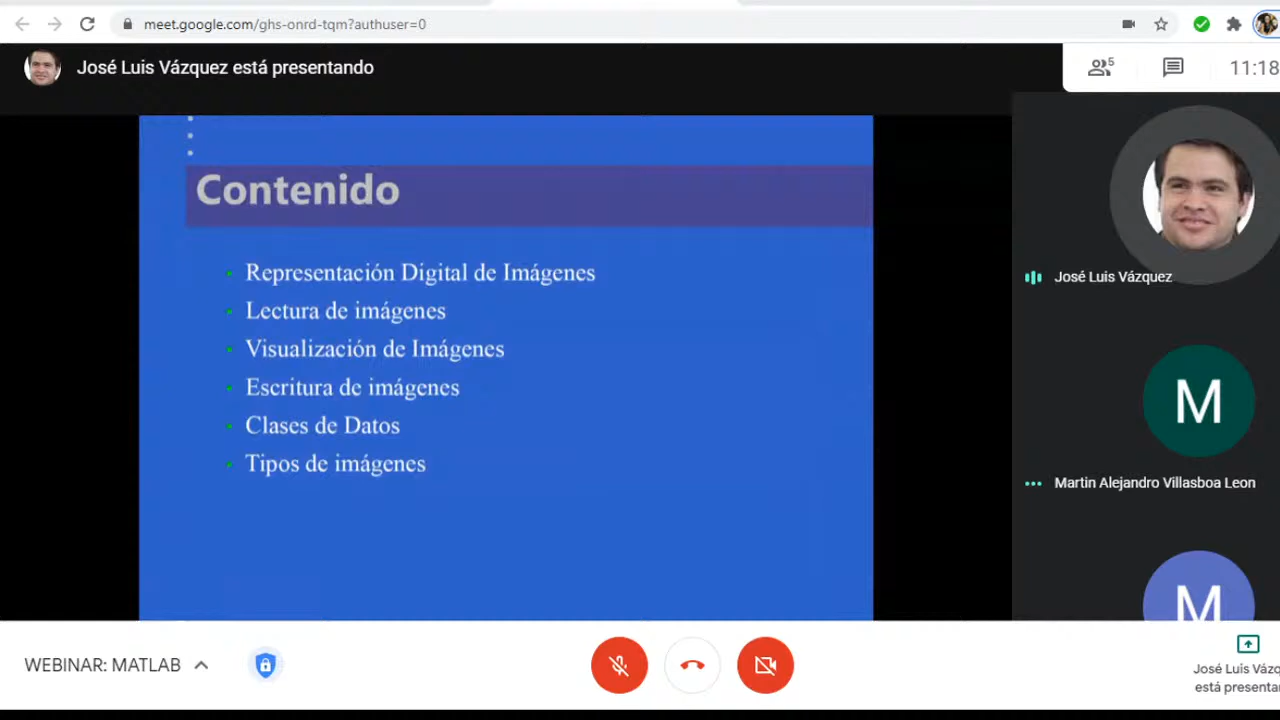 meet.google.com/ghs-onrd-tqm?authuser=0
José Luis Vázquez está presentando
5
11:18
Contenido
Representación Digital de Imágenes
Lectura de imágenes
Visualización de Imágenes
Escritura de imágenes
Clases de Datos
Tipos de imágenes
José Luis Vázquez
M
Martin Alejandro Villasboa Leon
M
WEBINAR: MATLAB
José Luis Vázq
está presenta